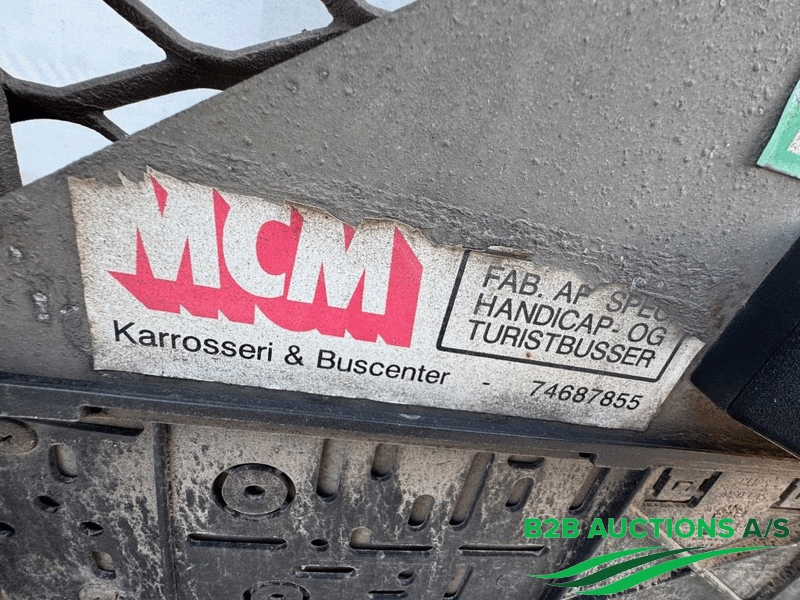 MCM
Karrosseri & Buscenter - 74687855
FAB. AF SPEC
HANDICAP- OG
TURISTBUSSER
B2B AUCTIONS A/S